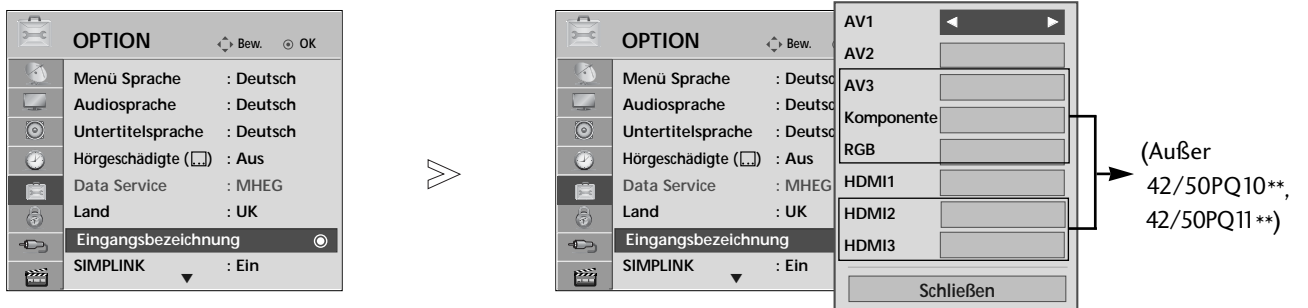 OPTION Bew. OK
Menü Sprache : Deutsch
Audiosprache : Deutsch
Untertitelsprache : Deutsch
Hörgeschädigte ( ) : Aus
Data Service : MHEG
Land : UK
Eingangsbezeichnung
SIMPLINK : Ein
OPTION Bew.
Menü Sprache : Deutsc
Audiosprache : Deutsc
Untertitelsprache : Deutsc
Hörgeschädigte ( ) : Aus
Data Service : MHEG
Land : UK
Eingangsbezeichnung
SIMPLINK : Ein
AV1
AV2
AV3
Komponente
RGB
HDMI1
HDMI2
HDMI3
Schließen
(Außer
42/50PQ10**,
42/50PQ11**)